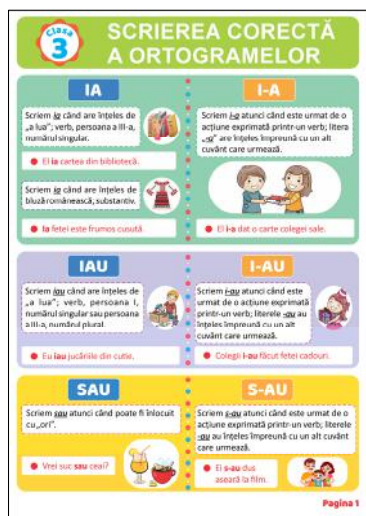 Clasa
3
SCRIEREA CORECTĂ
A ORTOGRAMELOR
IA
Scriem ia când are înțeles de
„a lua”; verb, persoana a III-a,
numărul singular.
El ia cartea din bibliotecă.
Scriem ia când are înțeles de
bluză românească, substantiv.
Ia fetei este frumos cusută.
I-A
Scriem i-a atunci când este urmat de o
acțiune exprimată printr-un verb; litera
„-a” are înțeles împreună cu un alt
cuvânt care urmează.
El i-a dat o carte colegei sale.
IAU
Scriem iau când are înțeles de
„a lua”; verb, persoana I,
numărul singular sau persoana
a III-a, numărul plural.
Eu iau jucăriile din cutie.
I-AU
Scriem i-au atunci când este
urmat de o acțiune exprimată
printr-un verb; literele -au au
înțeles împreună cu un alt
cuvânt care urmează.
Colegii i-au făcut fetei cadouri.
SAU
Scriem sau atunci când poate fi înlocuit
cu „ori”.
Vrei suc sau ceai?
S-AU
Scriem s-au atunci când este urmat de o
acțiune exprimată printr-un verb; literele
-au au înțeles împreună cu un alt cuvânt
care urmează.
Ei s-au dus
aseară la film.
Pagina 1